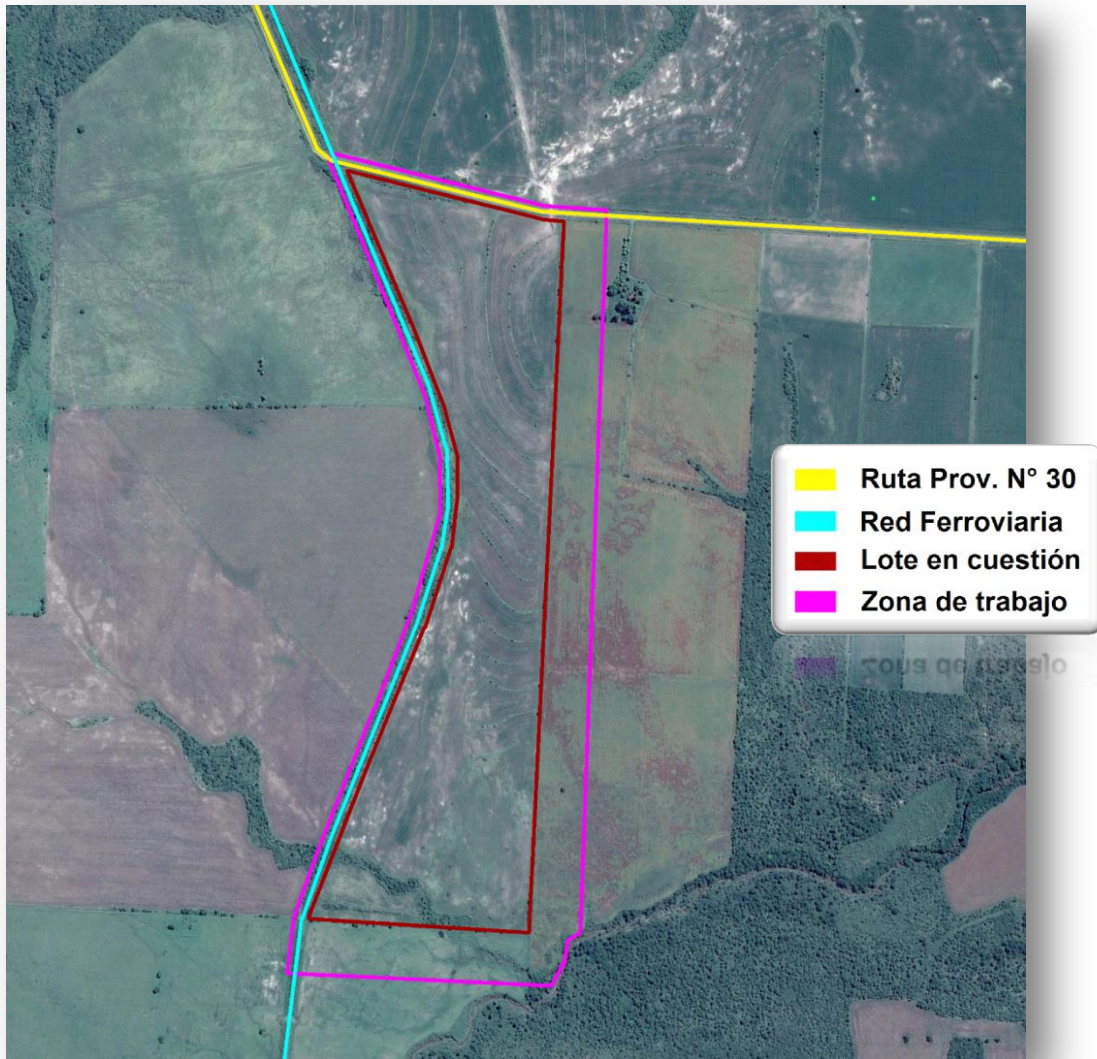 Ruta Prov. N° 30
Red Ferroviaria
Lote en cuestión
Zona de trabajo